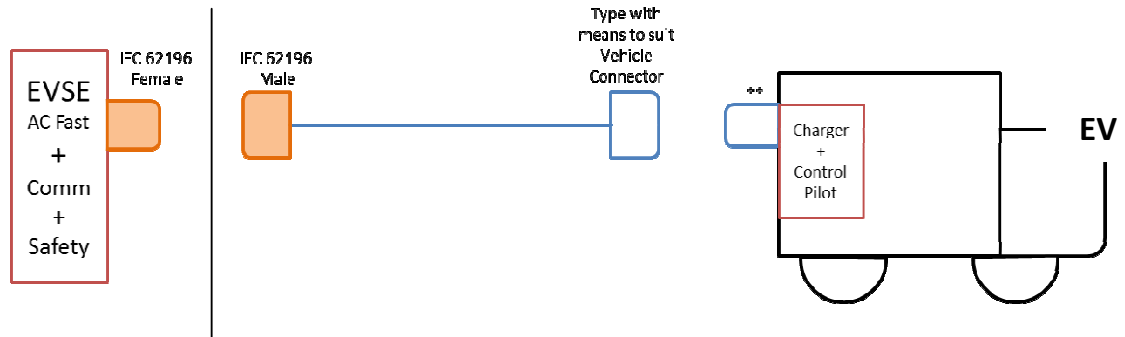 EVSE
AC Fast
+
Comm
+
Safety
IEC 62196
Female
IEC 62196
Male
Type with
means to suit
Vehicle
Connector
**
Charger
+
Control
Pilot
EV